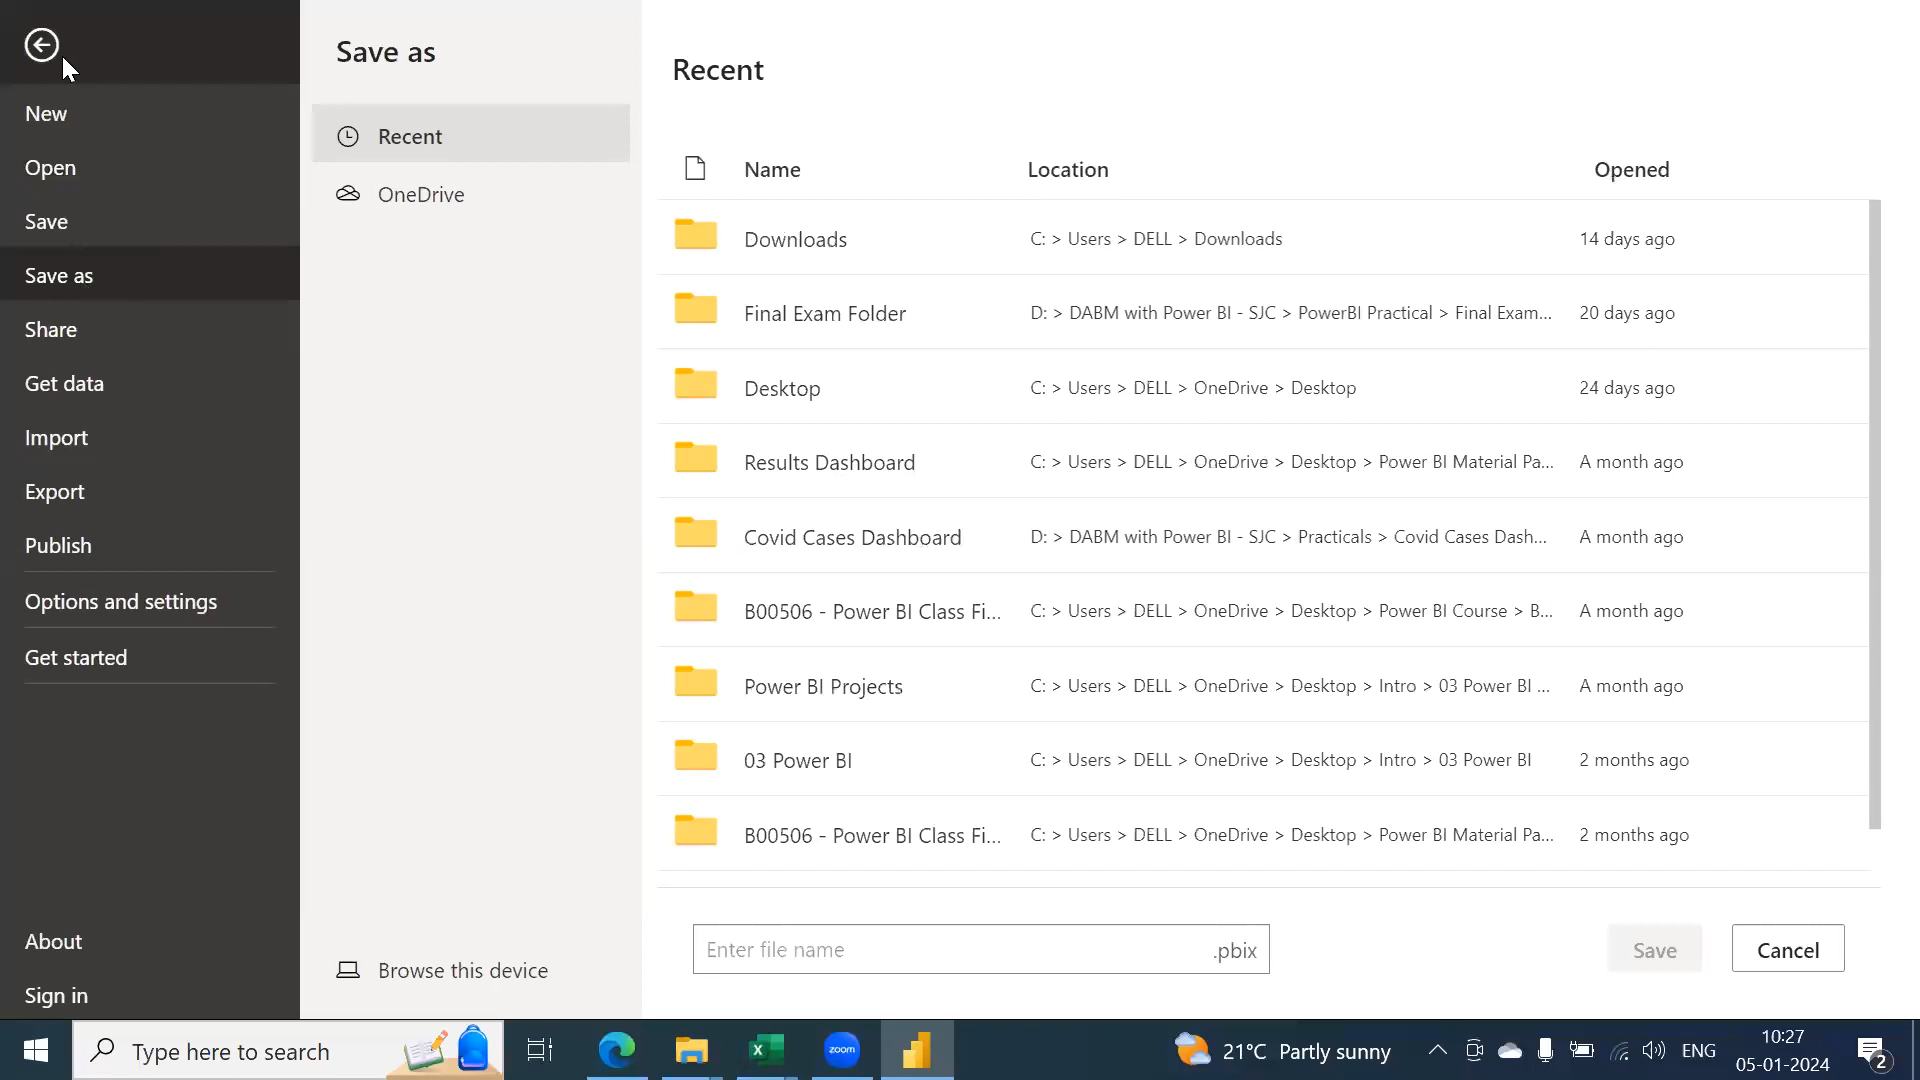 Save as
Recent
New
Open
Save
Save as
Share
Get data
Import
Export
Publish
Options and settings
Get started
About
Sign in
Recent
OneDrive
Browse this device
Name Location Opened
Downloads C: > Users > DELL > Downloads 14 days ago
Final Exam Folder D: > DABM with Power BI - SJC > PowerBI Practical > Final Exam... 20 days ago
Desktop C: > Users > DELL > OneDrive > Desktop 24 days ago
Results Dashboard C: > Users > DELL > OneDrive > Desktop > Power BI Material Pa... A month ago
Covid Cases Dashboard D: > DABM with Power BI - SJC > Practicals > Covid Cases Dash... A month ago
B00506 - Power BI Class Fi... C: > Users > DELL > OneDrive > Desktop > Power BI Course > B... A month ago
Power BI Projects C: > Users > DELL > OneDrive > Desktop > Intro > 03 Power BI ... A month ago
03 Power BI C: > Users > DELL > OneDrive > Desktop > Intro > 03 Power BI 2 months ago
B00506 - Power BI Class Fi... C: > Users > DELL > OneDrive > Desktop > Power BI Material Pa... 2 months ago
Enter file name .pbix Save Cancel
Type here to search zoom 21°C Partly sunny ENG 10:27
05-01-2024 2